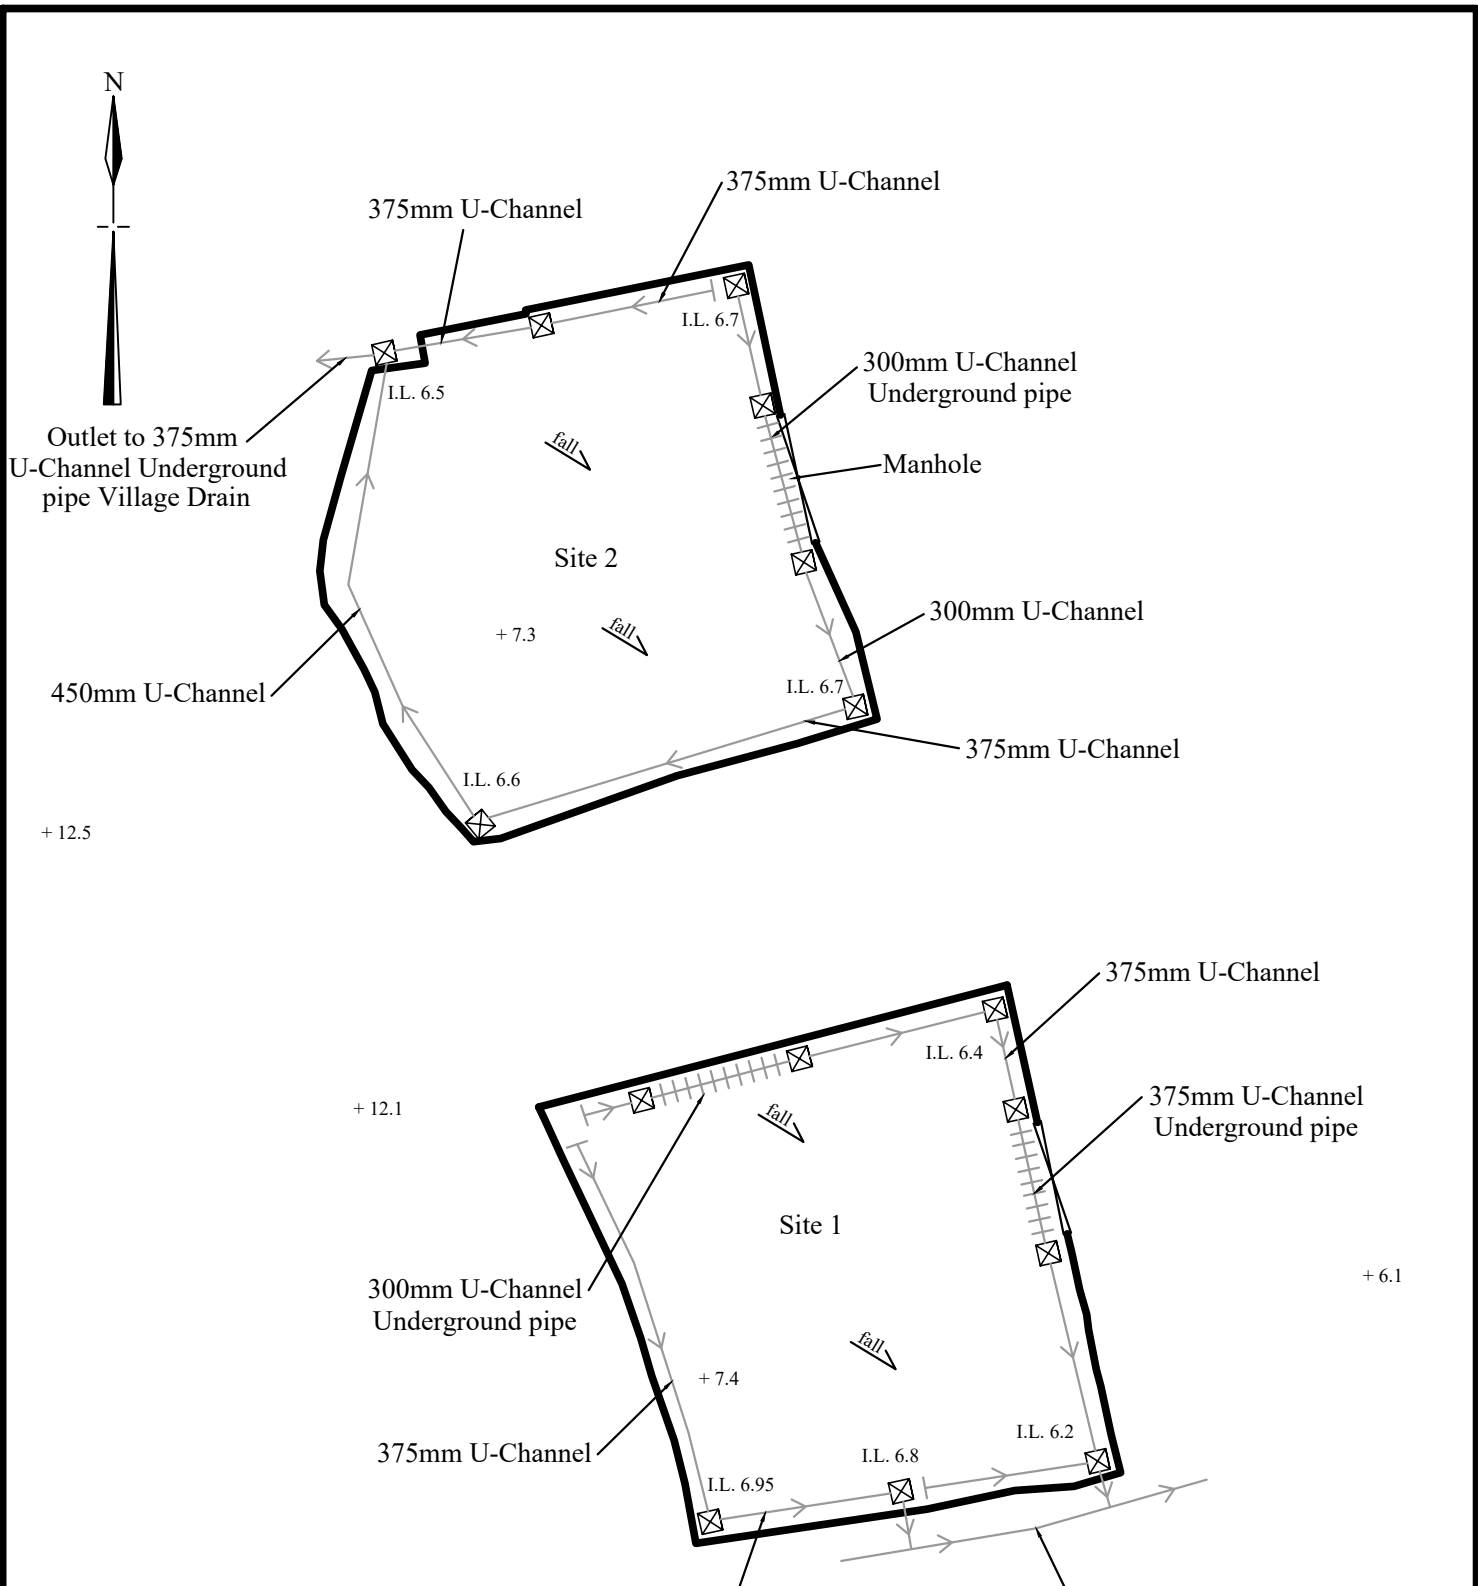 N
375mm U-Channel
375mm U-Channel
I.L. 6.7
300mm U-Channel
Underground pipe
I.L. 6.5
Outlet to 375mm
U-Channel Underground
pipe Village Drain
fall
Manhole
Site 2
300mm U-Channel
+ 7.3
fall
450mm U-Channel
I.L. 6.7
375mm U-Channel
I.L. 6.6
+ 12.5
375mm U-Channel
I.L. 6.4
+ 12.1
fall
375mm U-Channel
Underground pipe
Site 1
+ 6.1
300mm U-Channel
Underground pipe
fall
+ 7.4
375mm U-Channel
I.L. 6.2
I.L. 6.8
I.L. 6.95